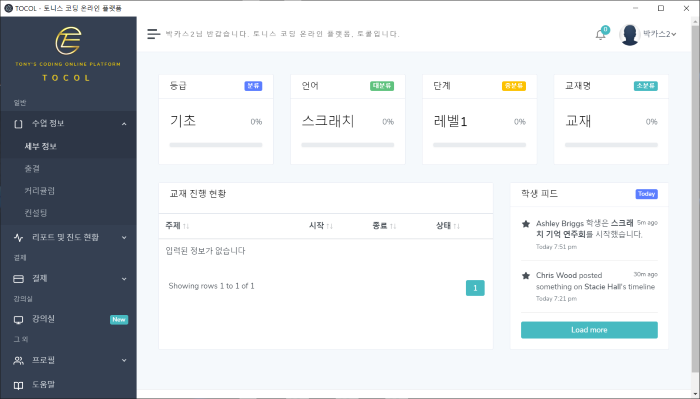 TOCOL - 토니스 코딩 온라인 플랫폼
TONY'S CODING ONLINE PLATFORM
TOCOL
일반
수업 정보
세부 정보
출결
커리큘럼
컨설팅
리포트 및 진도 현황
결제
결제
강의실
강의실 New
그 외
프로필
도움말
박카스2님 반갑습니다. 토니스 코딩 온라인 플랫폼, 토콜입니다.
0
박카스2
등급 분류
기초 0%
언어 대분류
스크래치 0%
단계 중분류
레벨1 0%
교재명 소분류
교재 0%
교재 진행 현황
주제 ↑↓ 시작 ↑↓ 종료 ↑↓ 상태 ↑↓
입력된 정보가 없습니다
Showing rows 1 to 1 of 1
1
학생 피드 Today
Ashley Briggs 학생은 스크래 5m ago
치 기억 연주회를 시작했습니다.
Today 7:51 pm
Chris Wood posted 30m ago
something on Stacie Hall's timeline
Today 7:21 pm
Load more